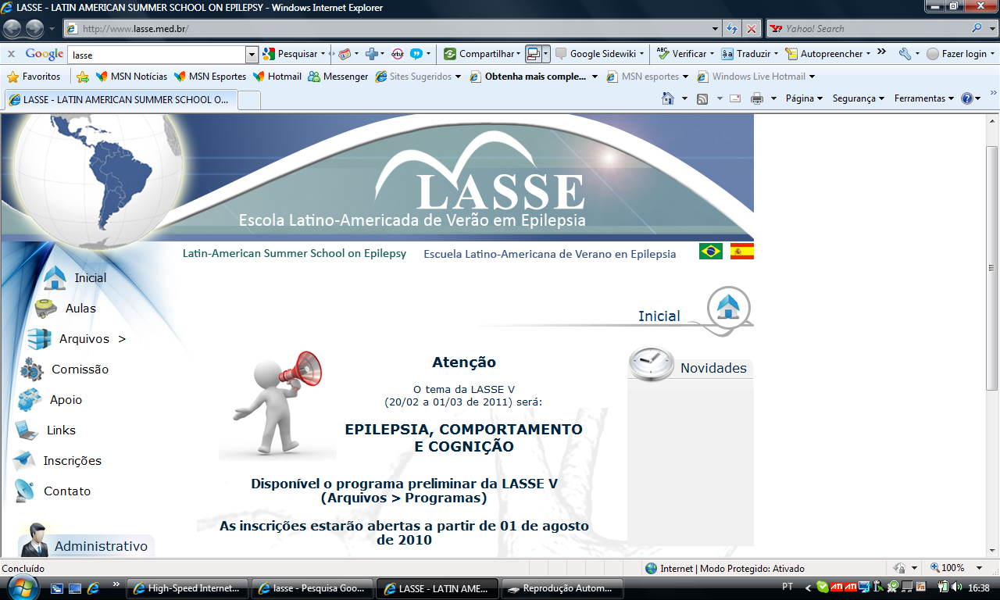 LASSE - LATIN AMERICAN SUMMER SCHOOL ON EPILEPSY - Windows Internet Explorer
http://www.lasse.med.br/
Yahoo! Search
x Google lasse Pesquisar Compartilhar Google Sidewiki Verificar Traduzir Autopreencher » Fazer login
Favoritos MSN Notícias MSN Esportes Hotmail Messenger Sites Sugeridos Obtenha mais comple... MSN esportes Windows Live Hotmail
LASSE - LATIN AMERICAN SUMMER SCHOOL O... Página Segurança Ferramentas »
LASSE
Escola Latino-Americada de Verão em Epilepsia
Latin-American Summer School on Epilepsy Escuela Latino-Americana de Verano en Epilepsia
Inicial
Aulas
Arquivos >
Comissão
Apoio
Links
Inscrições
Contato
Administrativo
Inicial
Atenção
O tema da LASSE V
(20/02 a 01/03 de 2011) será:
EPILEPSIA, COMPORTAMENTO
E COGNIÇÃO
Disponível o programa preliminar da LASSE V
(Arquivos > Programas)
As inscrições estarão abertas a partir de 01 de agosto
de 2010
Novidades
Concluído Internet | Modo Protegido: Ativado 100%
» High-Speed Internet... lasse - Pesquisa Goo... LASSE - LATIN AME... Reprodução Autom... PT ATI ATI Fn 16:38